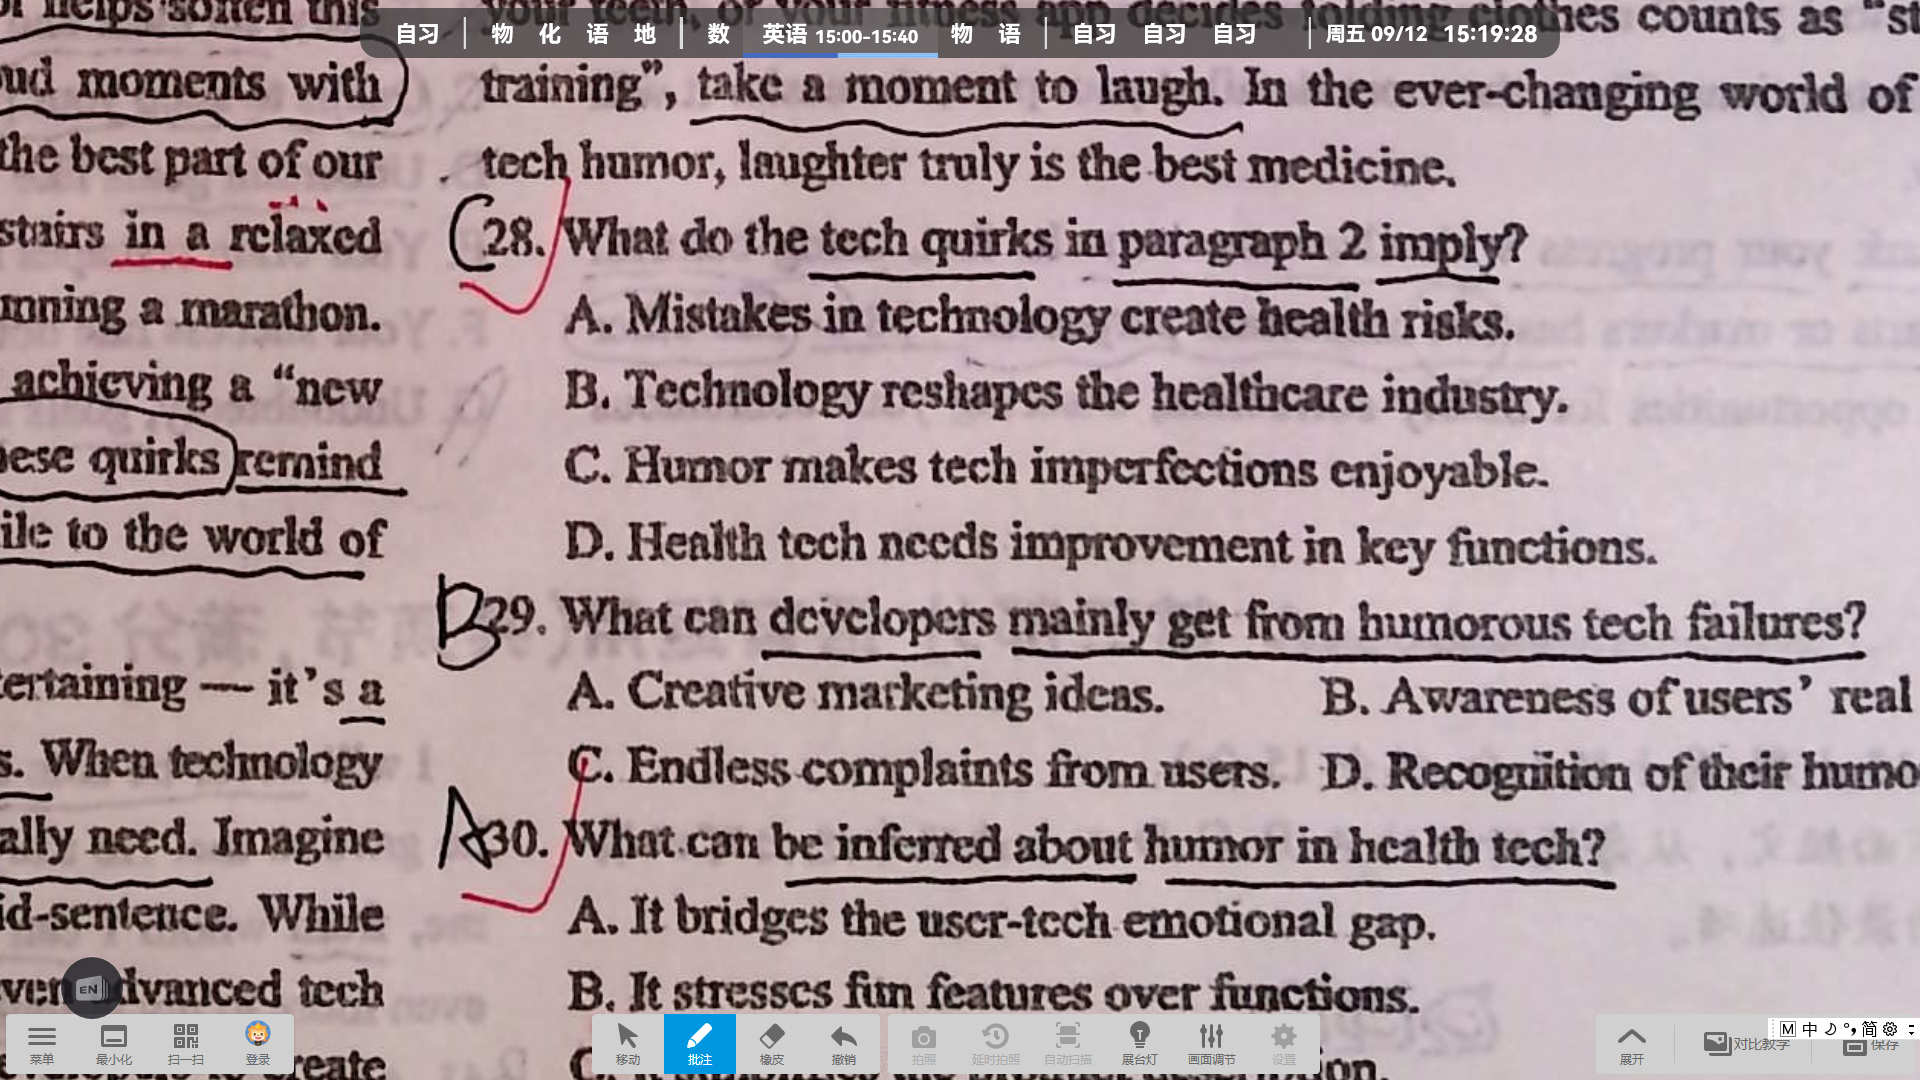 自习 物 化 语 地 数 英语 15:00-15:40 物 语 自习 自习 自习 周五 09/12 15:19:28
helps soften this
oud moments with
the best part of our
stairs in a relaxed
unning a marathon.
achieving a “new
hese quirks remind
ile to the world of
tertaining — it’s a
s. When technology
ally need. Imagine
id-sentence. While
ven advanced tech
create
your teeth, or your fitness app decides folding clothes counts as “st
training”, take a moment to laugh. In the ever-changing world of
tech humor, laughter truly is the best medicine.
C 28. What do the tech quirks in paragraph 2 imply?
A. Mistakes in technology create health risks.
B. Technology reshapes the healthcare industry.
C. Humor makes tech imperfections enjoyable.
D. Health tech needs improvement in key functions.
B 29. What can developers mainly get from humorous tech failures?
A. Creative marketing ideas. B. Awareness of users’ real
C. Endless complaints from users. D. Recognition of their humo
A 30. What can be inferred about humor in health tech?
A. It bridges the user-tech emotional gap.
B. It stresses fun features over functions.
C.
EN
菜单 最小化 扫一扫 登录 移动 批注 橡皮 撤销 拍照 延时拍照 自动扫描 展台灯 画面调节 设置 展开 对比教学 保存
M 中 简